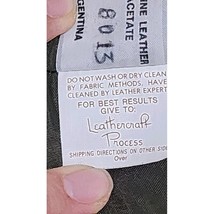 INE LEATHER
ACETATE
8013
GENTINA
DO NOT WASH OR DRY CLEAN
BY FABRIC METHODS. HAVE
CLEANED BY LEATHER EXPERT
FOR BEST RESULTS
GIVE TO:
Leathercraft
Process
SHIPPING DIRECTIONS ON OTHER SIDE
Over